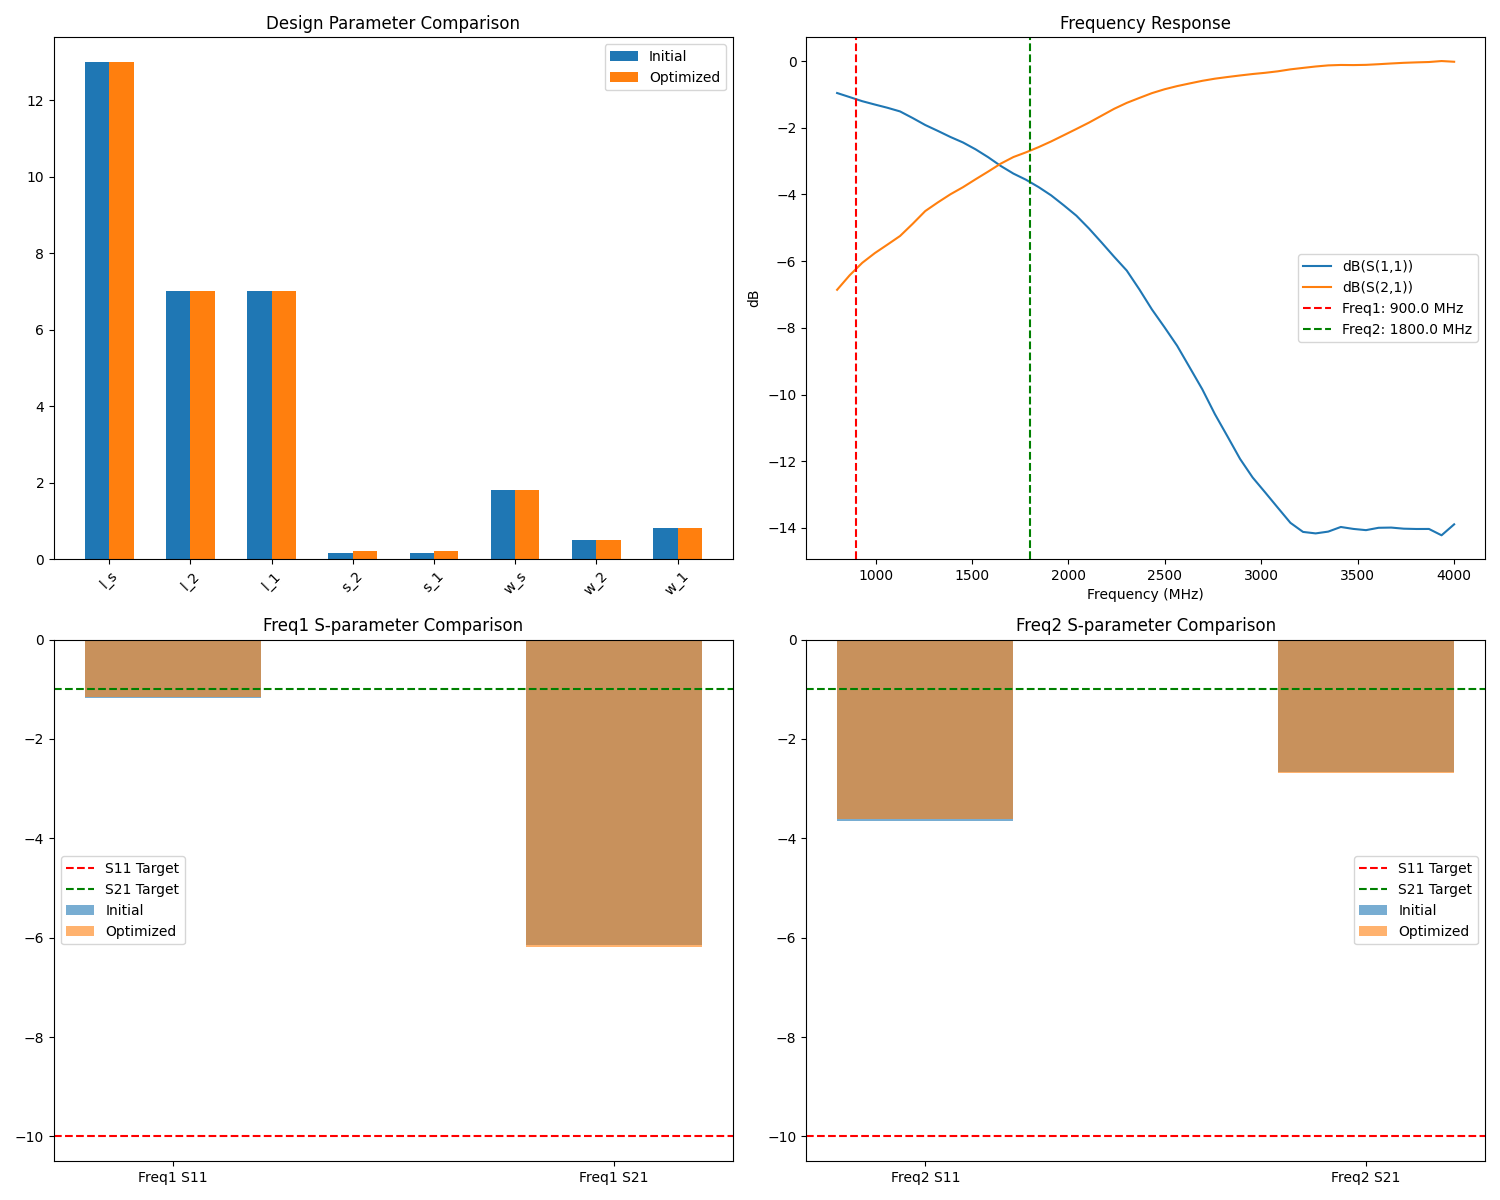 Design Parameter Comparison
Initial
Optimized
12
10
8
6
4
2
0
l_s
l_2
l_1
s_2
s_1
w_s
w_2
w_1
Frequency Response
dB
0
−2
−4
−6
−8
−10
−12
−14
dB(S(1,1))
dB(S(2,1))
Freq1: 900.0 MHz
Freq2: 1800.0 MHz
1000
1500
2000
2500
3000
3500
4000
Frequency (MHz)
Freq1 S-parameter Comparison
0
−2
−4
−6
−8
−10
S11 Target
S21 Target
Initial
Optimized
Freq1 S11
Freq1 S21
Freq2 S-parameter Comparison
0
−2
−4
−6
−8
−10
S11 Target
S21 Target
Initial
Optimized
Freq2 S11
Freq2 S21